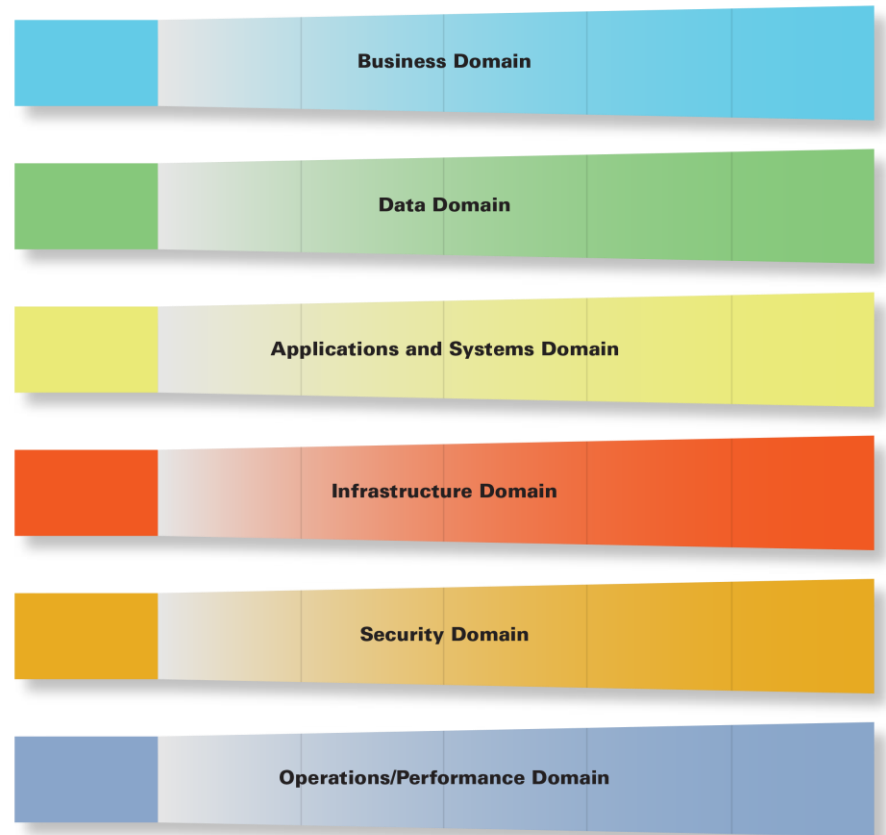 Business Domain
Data Domain
Applications and Systems Domain
Infrastructure Domain
Security Domain
Operations/Performance Domain